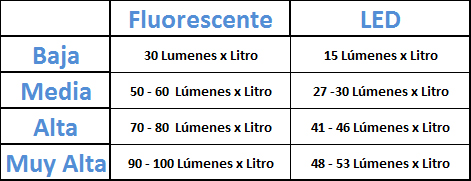 Fluorescente LED
Baja 30 Lumenes x Litro 15 Lúmenes x Litro
Media 50 - 60 Lúmenes x Litro 27 -30 Lúmenes x Litro
Alta 70 - 80 Lúmenes x Litro 41 - 46 Lúmenes x Litro
Muy Alta 90 - 100 Lúmenes x Litro 48 - 53 Lúmenes x Litro